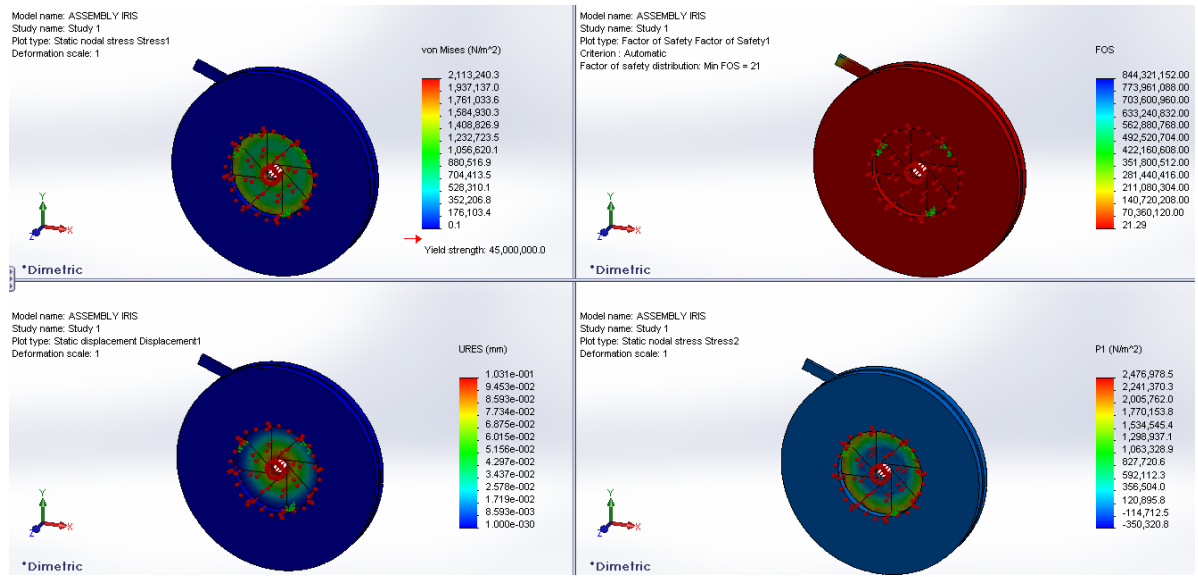 Model name: ASSEMBLY IRIS
Study name: Study 1
Plot type: Static nodal stress Stress1
Deformation scale: 1
von Mises (N/m^2)
2,113,240.3
1,937,137.0
1,761,033.6
1,584,930.3
1,408,826.9
1,232,723.5
1,056,620.1
880,516.9
704,413.5
528,310.1
352,206.8
176,103.4
0.1
Yield strength: 45,000,000.0
Y
X
Z
*Dimetric
Model name: ASSEMBLY IRIS
Study name: Study 1
Plot type: Factor of Safety Factor of Safety1
Criterion : Automatic
Factor of safety distribution: Min FOS = 21
FOS
844,321,152.00
773,961,088.00
703,600,960.00
633,240,832.00
562,880,768.00
492,520,704.00
422,160,608.00
351,800,512.00
281,440,416.00
211,080,304.00
140,720,208.00
70,360,120.00
21.29
Y
X
Z
*Dimetric
Model name: ASSEMBLY IRIS
Study name: Study 1
Plot type: Static displacement Displacement1
Deformation scale: 1
URES (mm)
1.031e-001
9.453e-002
8.593e-002
7.734e-002
6.875e-002
6.015e-002
5.156e-002
4.297e-002
3.437e-002
2.578e-002
1.719e-002
8.593e-003
1.000e-030
Y
X
Z
*Dimetric
Model name: ASSEMBLY IRIS
Study name: Study 1
Plot type: Static nodal stress Stress2
Deformation scale: 1
P1 (N/m^2)
2,476,978.5
2,241,370.3
2,005,762.0
1,770,153.8
1,534,545.4
1,298,937.1
1,063,328.9
827,720.6
592,112.3
356,504.0
120,895.8
-114,712.5
-350,320.8
Y
X
Z
*Dimetric